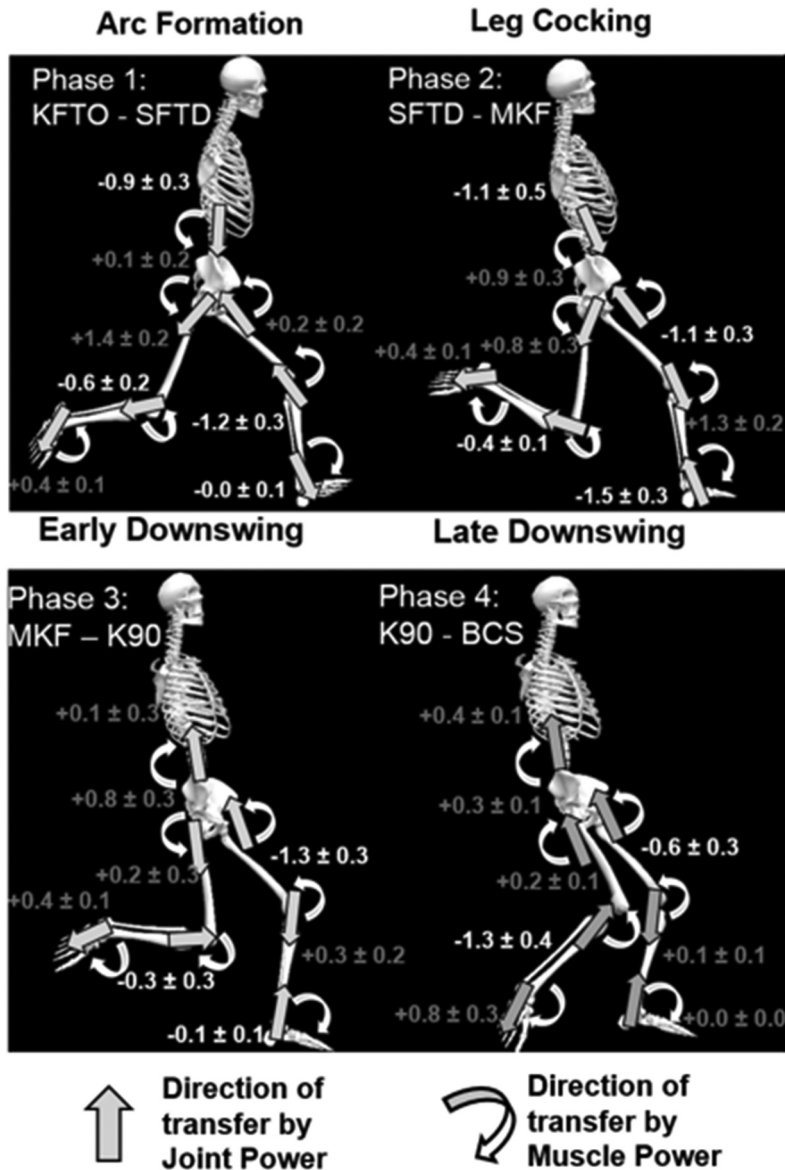 Arc Formation
Leg Cocking
Phase 1:
KFTO - SFTD
-0.9 ± 0.3
+0.1 ± 0.2
+1.4 ± 0.2
+0.2 ± 0.2
-0.6 ± 0.2
-1.2 ± 0.3
+0.4 ± 0.1
-0.0 ± 0.1
Phase 2:
SFTD - MKF
-1.1 ± 0.5
+0.9 ± 0.3
-1.1 ± 0.3
+0.4 ± 0.1
+0.8 ± 0.3
-0.4 ± 0.1
+1.3 ± 0.2
-1.5 ± 0.3
Early Downswing
Late Downswing
Phase 3:
MKF – K90
+0.1 ± 0.3
+0.8 ± 0.3
-1.3 ± 0.3
+0.2 ± 0.3
+0.4 ± 0.1
+0.3 ± 0.2
-0.3 ± 0.3
-0.1 ± 0.1
Phase 4:
K90 - BCS
+0.4 ± 0.1
+0.3 ± 0.1
-0.6 ± 0.3
+0.2 ± 0.1
-1.3 ± 0.4
+0.1 ± 0.1
+0.8 ± 0.3
+0.0 ± 0.0
Direction of
transfer by
Joint Power
Direction of
transfer by
Muscle Power